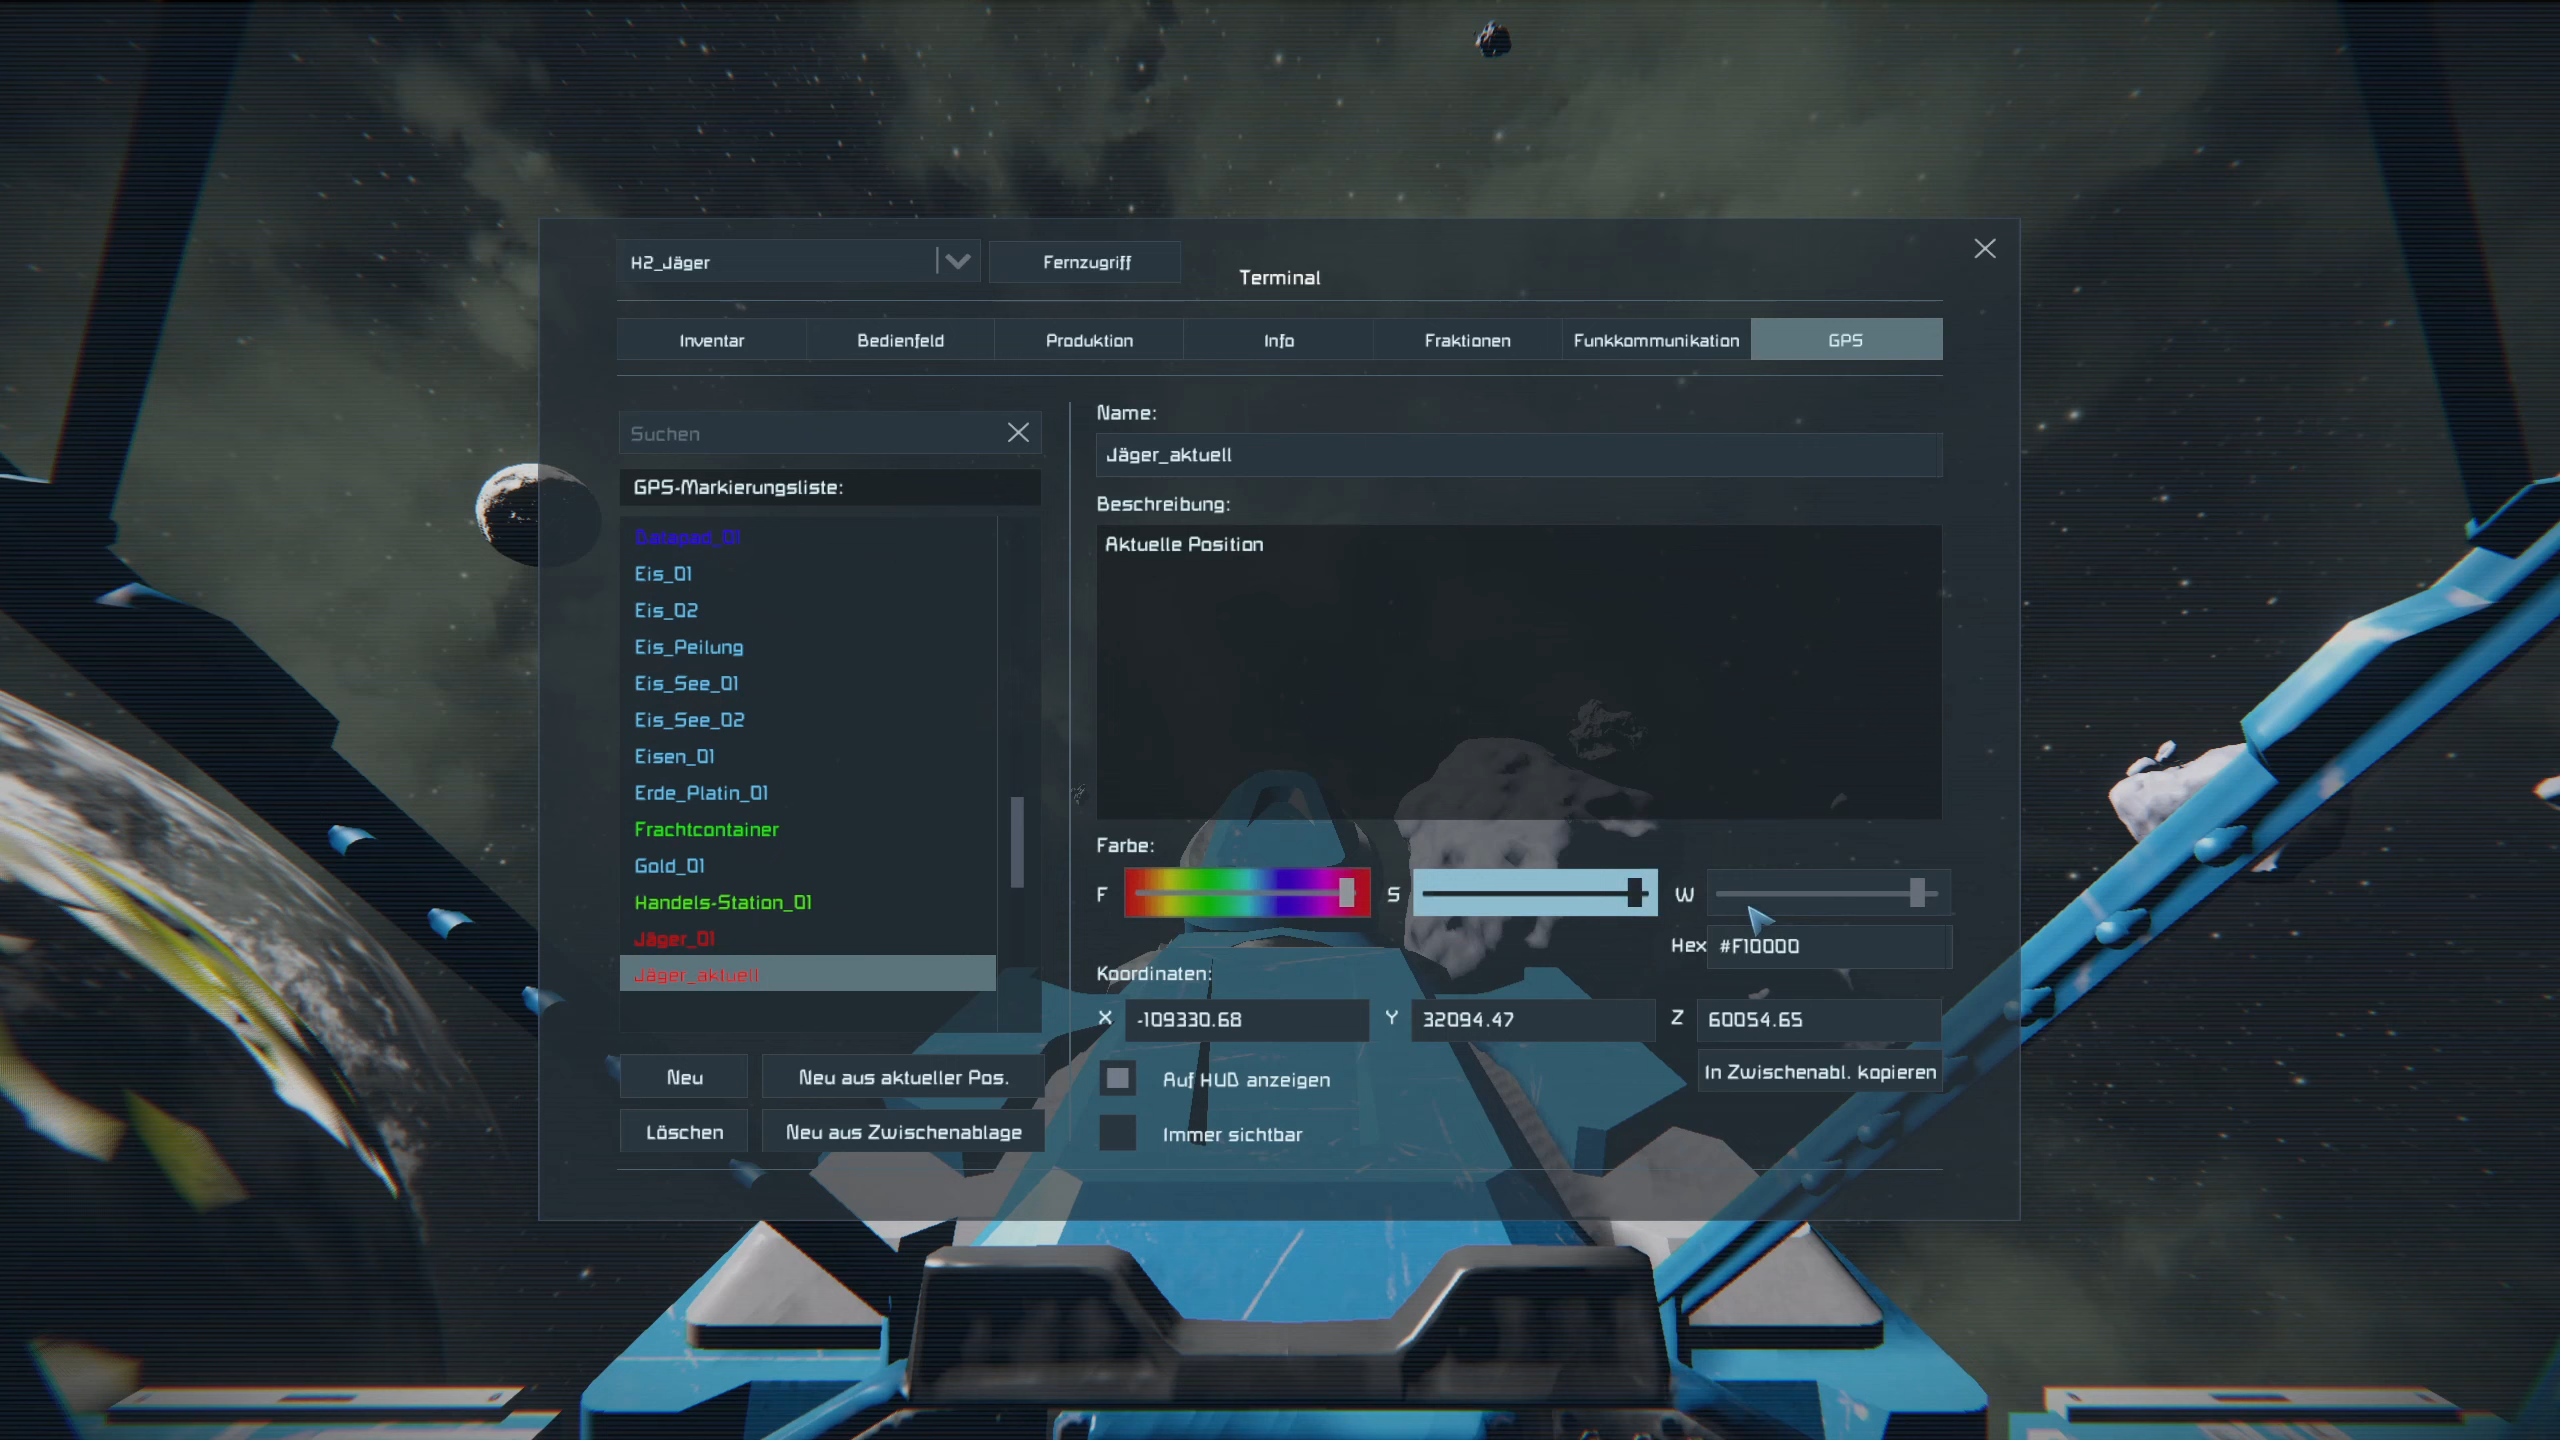 H2_Jäger
Fernzugriff
Terminal
Inventar
Bedienfeld
Produktion
Info
Fraktionen
Funkkommunikation
GPS
Suchen
GPS-Markierungsliste:
Datapad_01
Eis_01
Eis_02
Eis_Peilung
Eis_See_01
Eis_See_02
Eisen_01
Erde_Platin_01
Frachtcontainer
Gold_01
Handels-Station_01
Jäger_01
Jäger_aktuell
Neu
Neu aus aktueller Pos.
Löschen
Neu aus Zwischenablage
Name:
Jäger_aktuell
Beschreibung:
Aktuelle Position
Farbe:
F
S
W
Hex #F10000
Koordinaten:
X -109330.68
Y 32094.47
Z 60054.65
Auf HUD anzeigen
In Zwischenabl. kopieren
Immer sichtbar